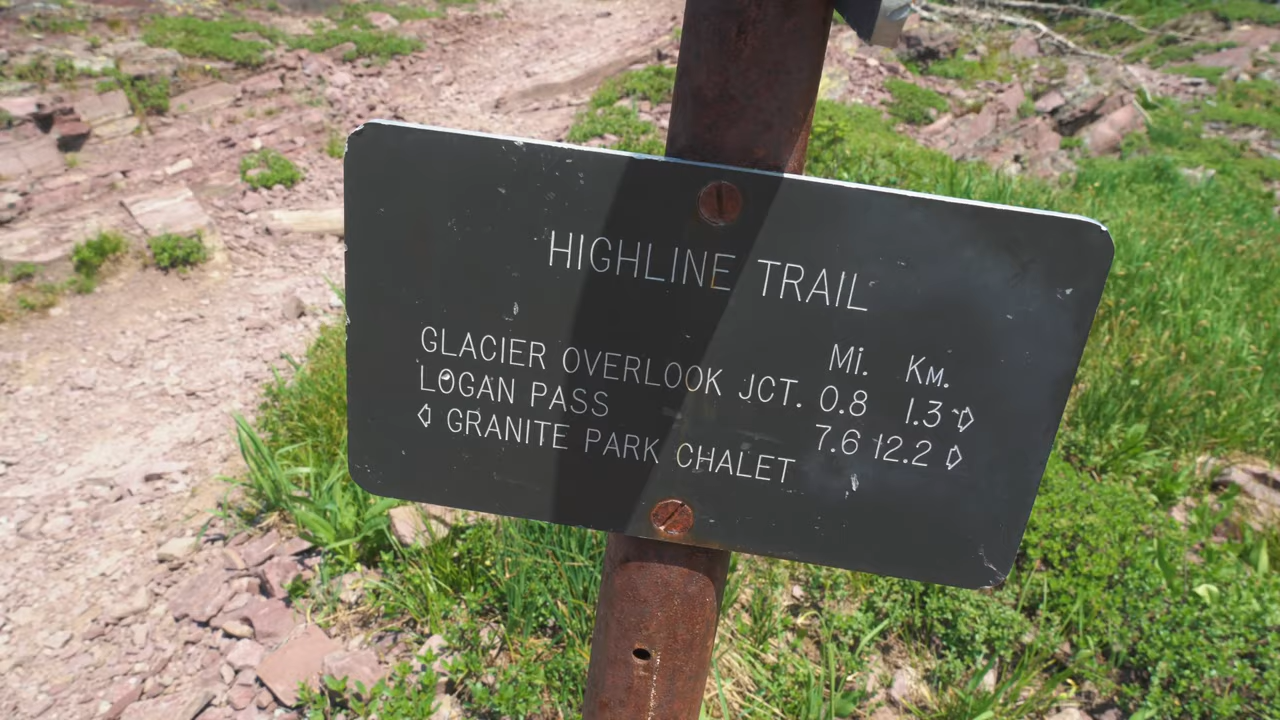 HIGHLINE TRAIL
Mi. Km.
GLACIER OVERLOOK JCT. 0.8 1.3
LOGAN PASS 7.6 12.2
GRANITE PARK CHALET